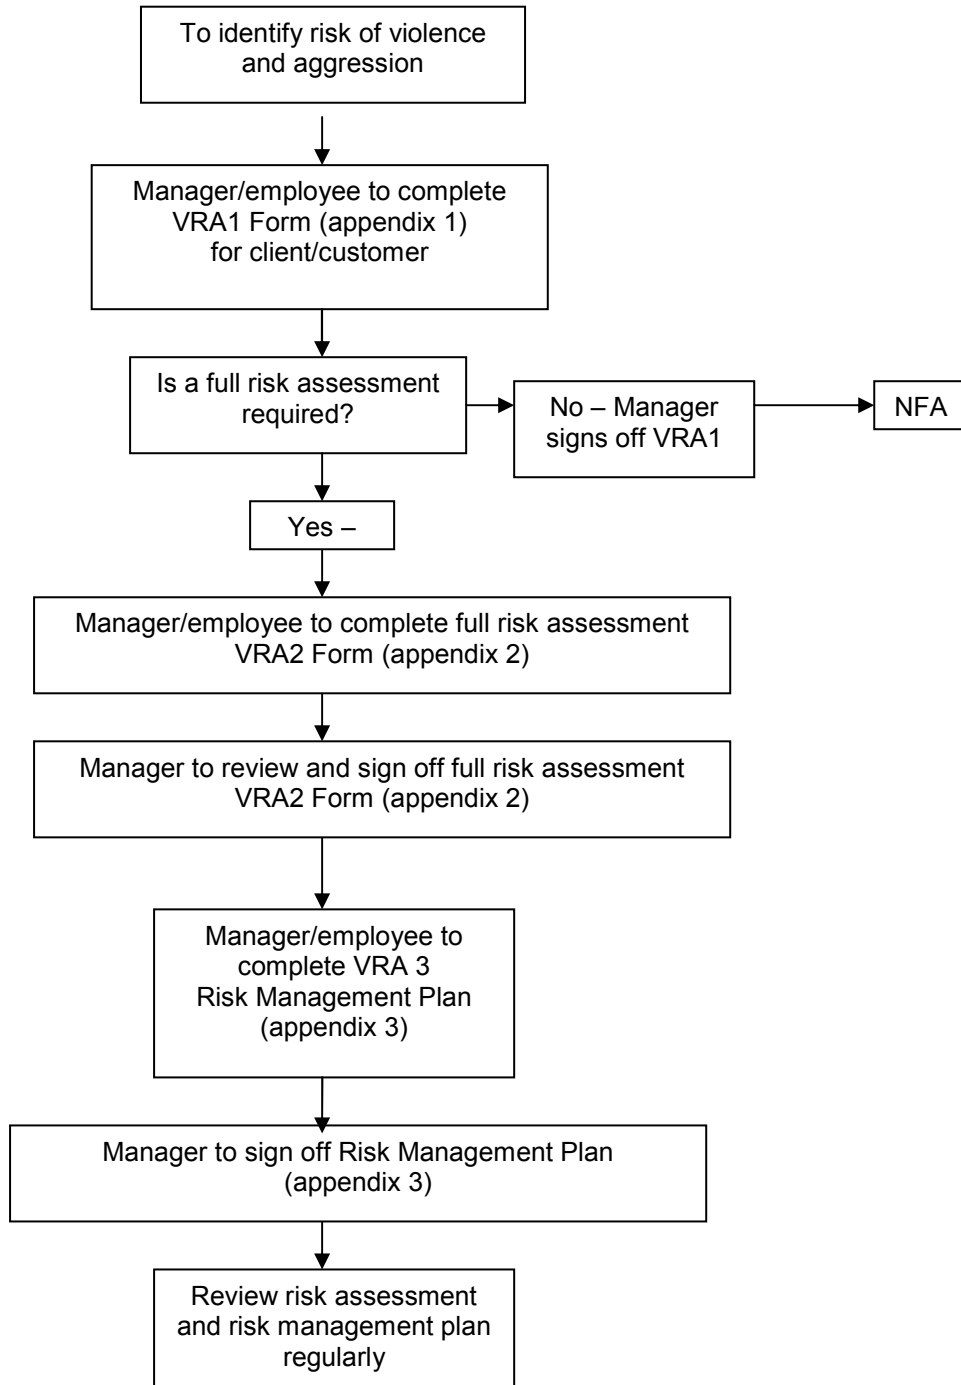 To identify risk of violence
and aggression
Manager/employee to complete
VRA1 Form (appendix 1)
for client/customer
Is a full risk assessment
required?
No – Manager
signs off VRA1
NFA
Yes –
Manager/employee to complete full risk assessment
VRA2 Form (appendix 2)
Manager to review and sign off full risk assessment
VRA2 Form (appendix 2)
Manager/employee to
complete VRA 3
Risk Management Plan
(appendix 3)
Manager to sign off Risk Management Plan
(appendix 3)
Review risk assessment
and risk management plan
regularly